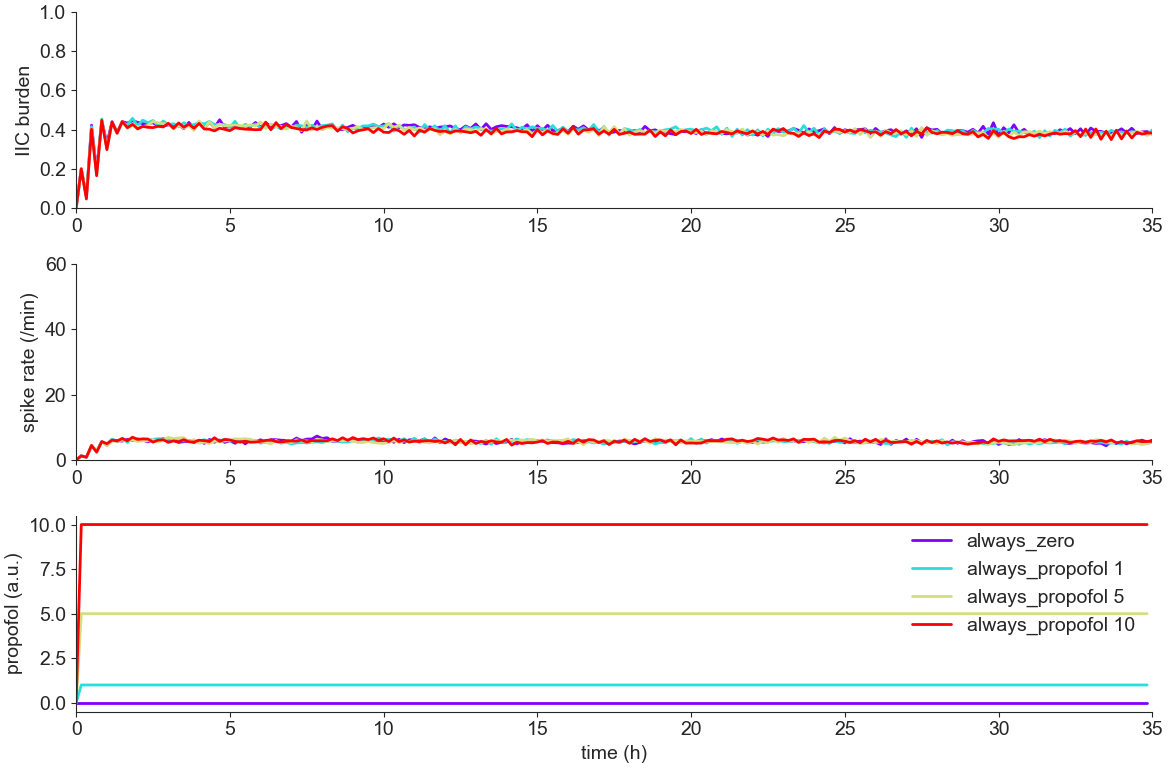 1.0
0.8
0.6
0.4
0.2
0.0
IIC burden
0 5 10 15 20 25 30 35
60
40
20
0
spike rate (/min)
0 5 10 15 20 25 30 35
10.0
7.5
5.0
2.5
0.0
propofol (a.u.)
always_zero
always_propofol 1
always_propofol 5
always_propofol 10
0 5 10 15 20 25 30 35
time (h)